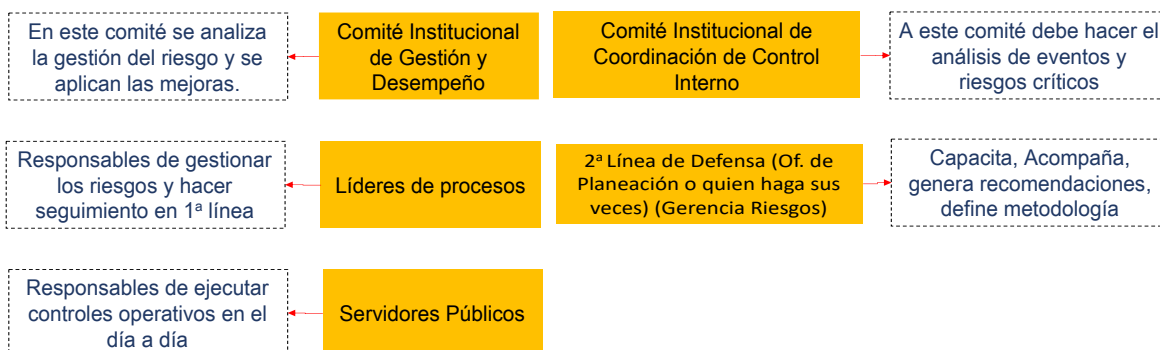 En este comité se analiza
la gestión del riesgo y se
aplican las mejoras.
Comité Institucional
de Gestión y
Desempeño
Comité Institucional de
Coordinación de Control
Interno
A este comité debe hacer el
análisis de eventos y
riesgos críticos
Responsables de gestionar
los riesgos y hacer
seguimiento en 1ª línea
Líderes de procesos
2ª Línea de Defensa (Of. de
Planeación o quien haga sus
veces) (Gerencia Riesgos)
Capacita, Acompaña,
genera recomendaciones,
define metodología
Responsables de ejecutar
controles operativos en el
día a día
Servidores Públicos